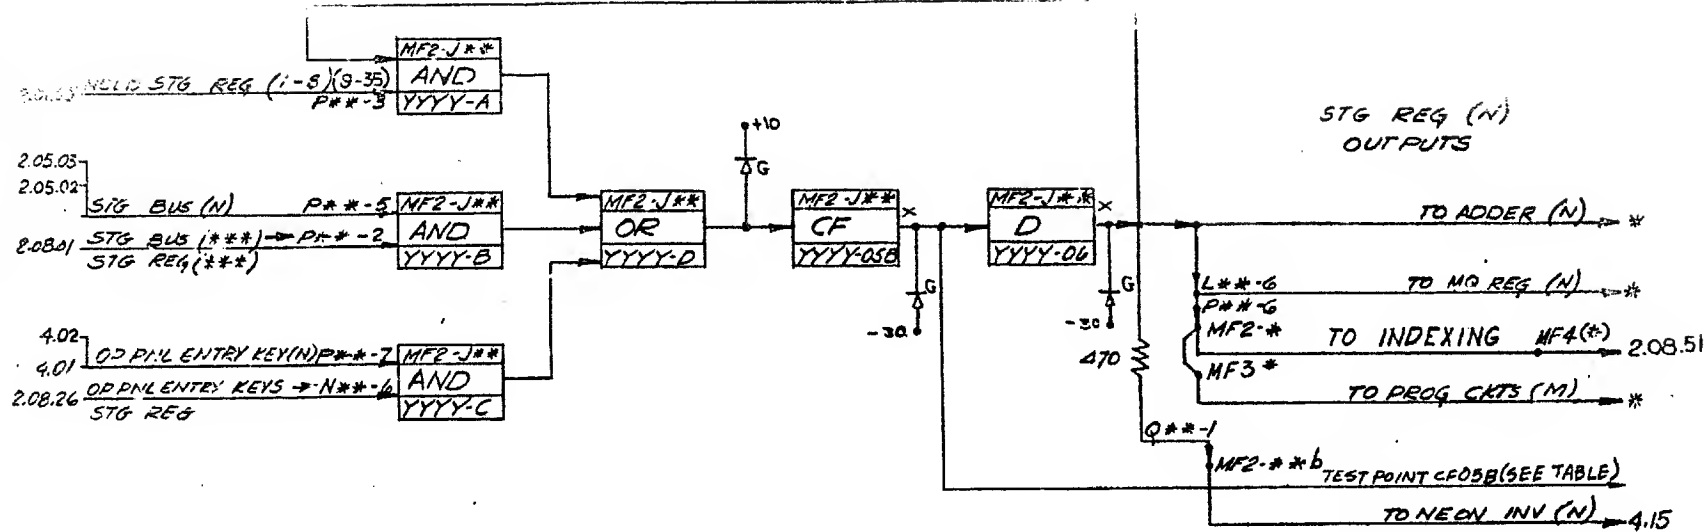 MF2-J**
AND
YYYY-A
STG REG (1-8)(9-35)
P**-3
2.05.03
2.05.02
STG BUS(N) P**-5
MF2-J**
AND
YYYY-B
2.08.01 STG BUS(***)→P**-2
STG REG(***)
4.02
4.01
OP PNL ENTRY KEY(N)P**-7
MF2-J**
AND
YYYY-C
2.08.26 OP PNL ENTRY KEYS→N**-6
STG REG
MF2-J**
OR
YYYY-D
+10
G
MF2-J**
CF
YYYY-05B
X
G
-30
MF2-J**
D
YYYY-06
X
G
-30
470
STG REG (N)
OUTPUTS
TO ADDER (N) *
L**-6 TO MQ REG (N) *
P**-6
MF2-*
TO INDEXING MF4(*) 2.08.51
MF3*
TO PROG CKTS (M) *
Q**-1
MF2-**b
TEST POINT CF05B(SEE TABLE)
TO NEON INV (N) 4.15